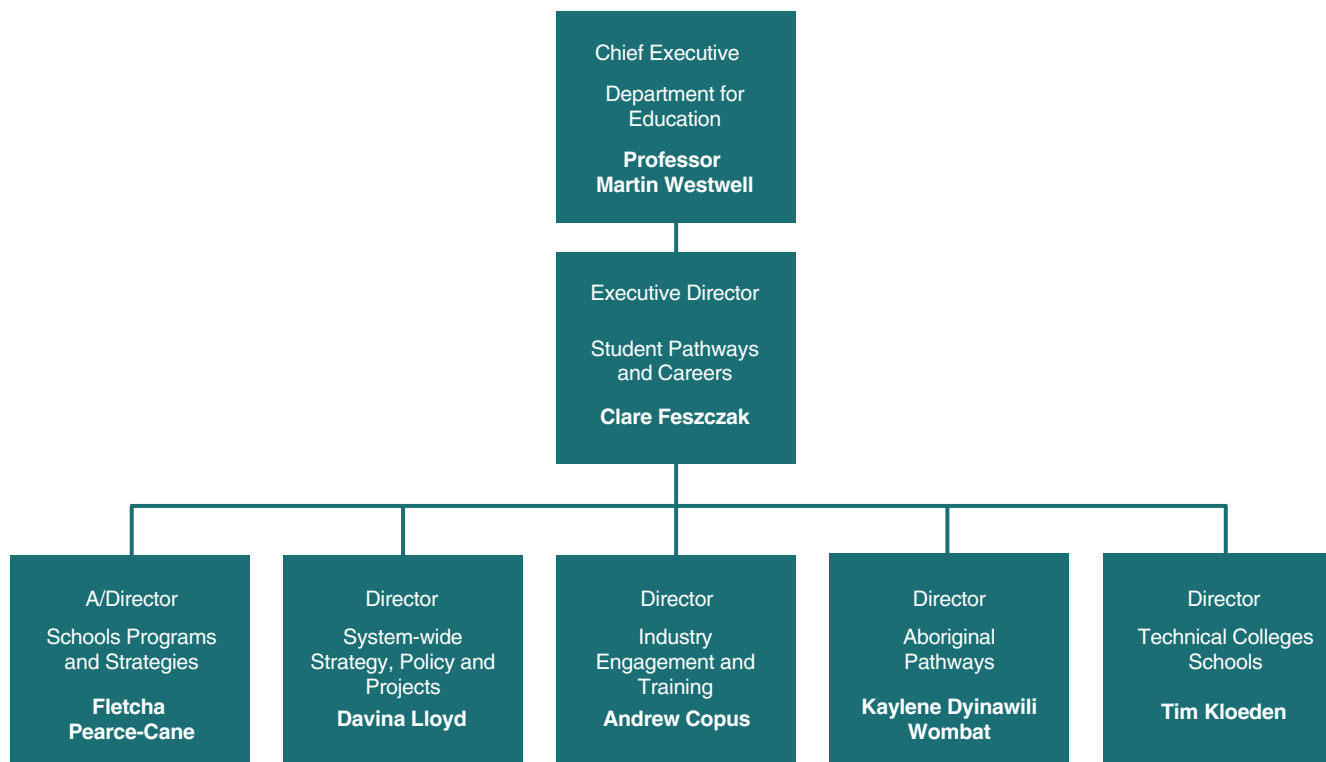 Chief Executive
Department for
Education
Professor
Martin Westwell
Executive Director
Student Pathways
and Careers
Clare Feszczak
A/Director
Schools Programs
and Strategies
Fletcha
Pearce-Cane
Director
System-wide
Strategy, Policy and
Projects
Davina Lloyd
Director
Industry
Engagement and
Training
Andrew Copus
Director
Aboriginal
Pathways
Kaylene Dyinawili
Wombat
Director
Technical Colleges
Schools
Tim Kloeden